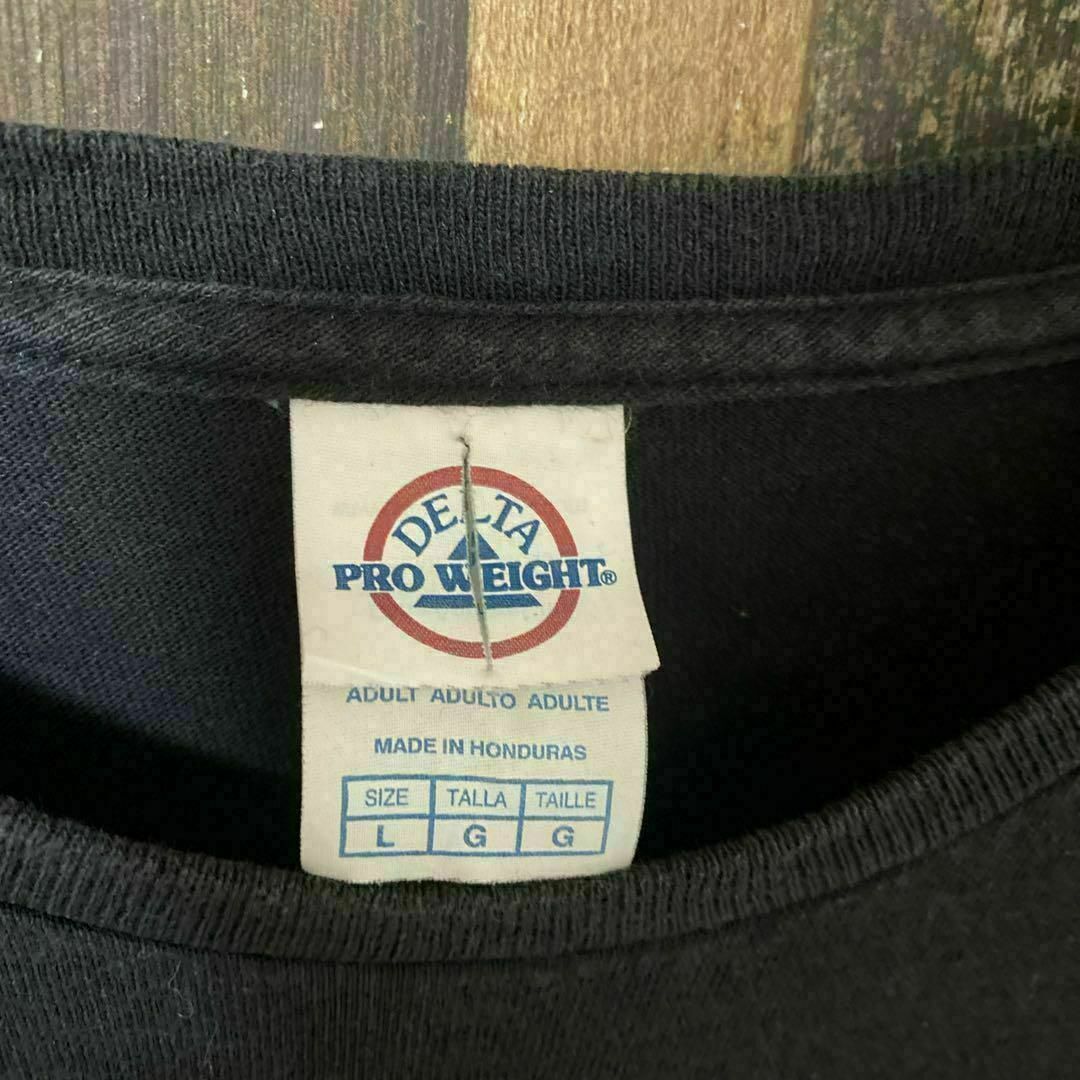 DELTA
PRO WEIGHT®
ADULT ADULTO ADULTE
MADE IN HONDURAS
SIZE TALLA TAILLE
L G G